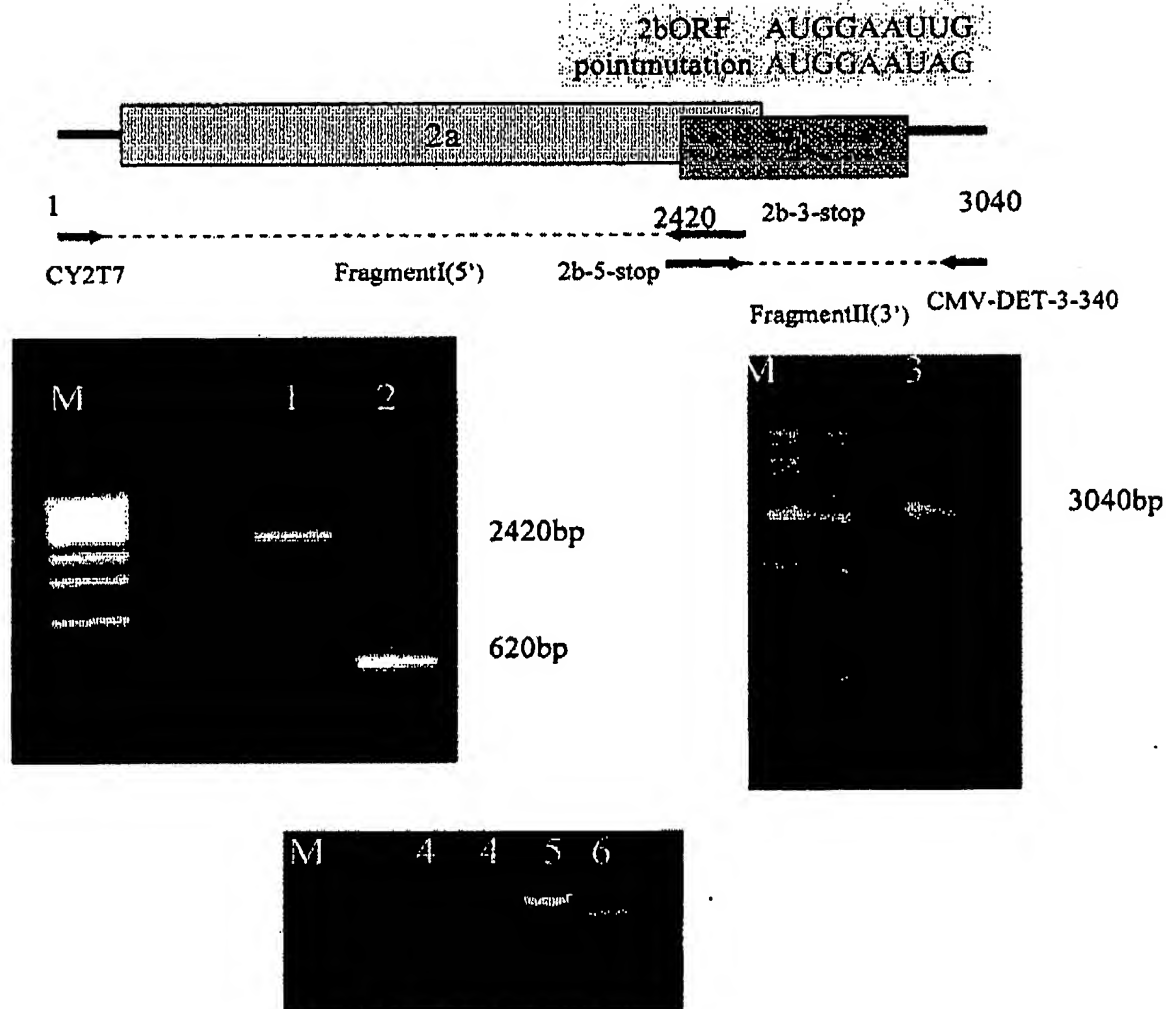 2bORF AUGGAAUUG
pointmutation AUGGAAUAG
2a
1
2420
2b-3-stop
3040
CY2T7
FragmentI(5')
2b-5-stop
FragmentII(3')
CMV-DET-3-340
M 1 2
2420bp
620bp
M 3
3040bp
M 4 4 5 6